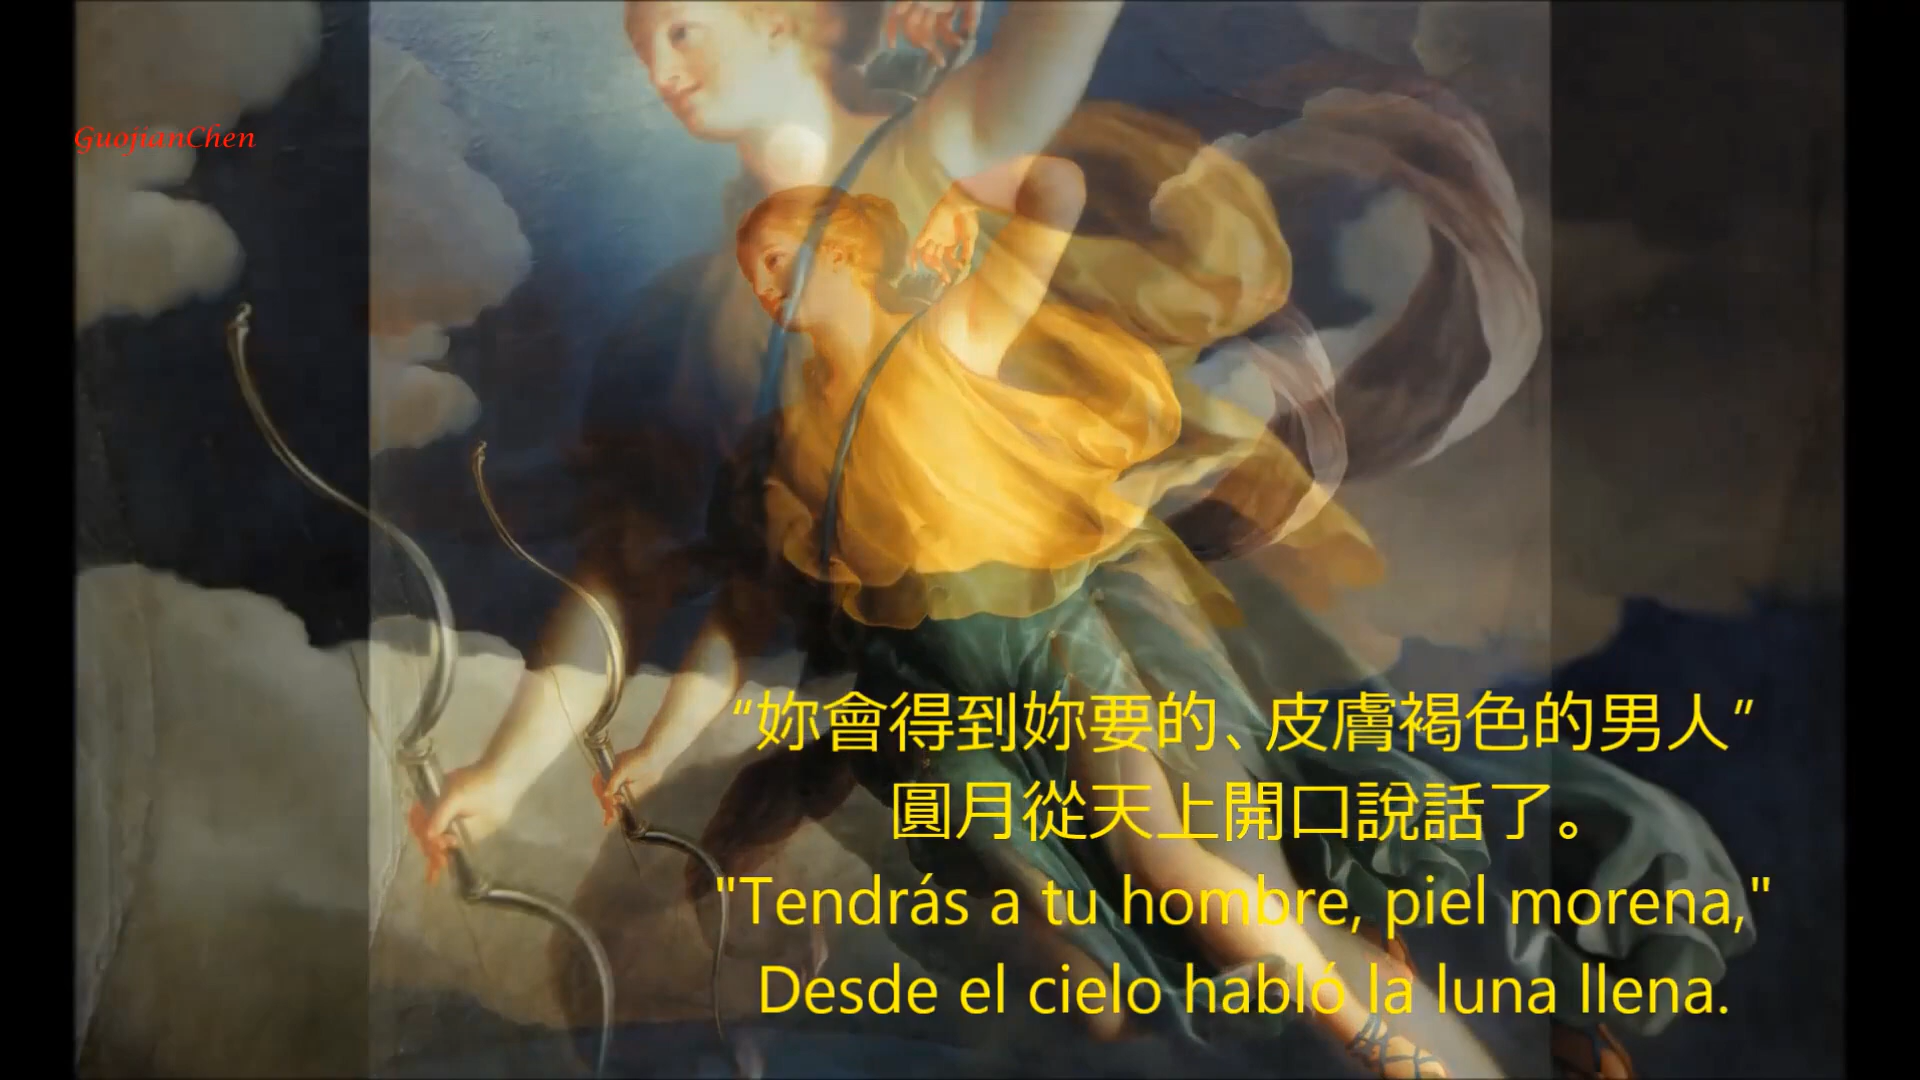 GuojianChen
“妳會得到妳要的、皮膚褐色的男人”
圓月從天上開口說話了。
"Tendrás a tu hombre, piel morena,"
Desde el cielo habló la luna llena.